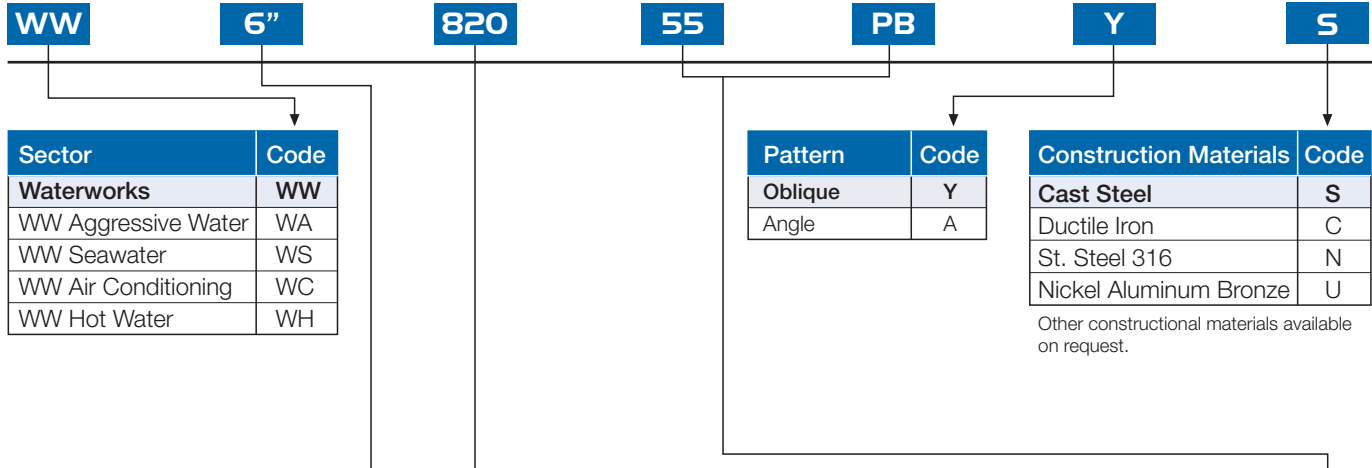 WW 6” 820 55 PB Y S
Sector Code
Waterworks WW
WW Aggressive Water WA
WW Seawater WS
WW Air Conditioning WC
WW Hot Water WH
Pattern Code
Oblique Y
Angle A
Construction Materials Code
Cast Steel S
Ductile Iron C
St. Steel 316 N
Nickel Aluminum Bronze U
Other constructional materials available
on request.